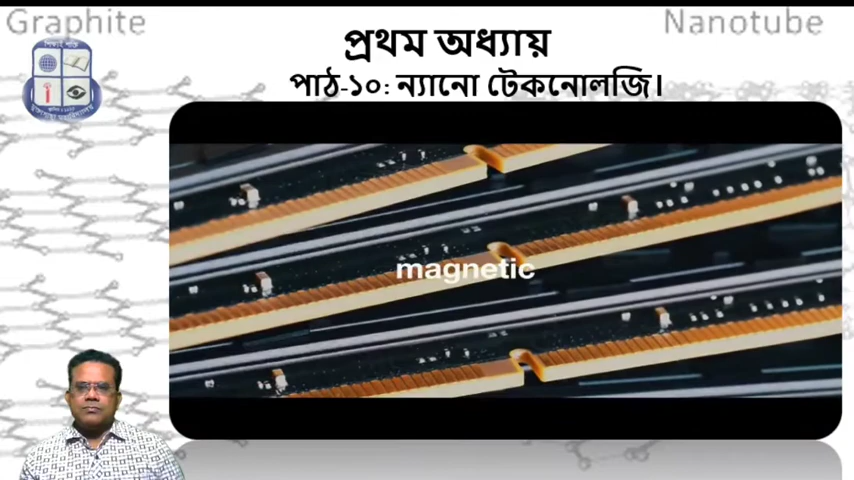 Graphite
Nanotube
প্রথম অধ্যায়
পাঠ-১০: ন্যানো টেকনোলজি।
magnetic